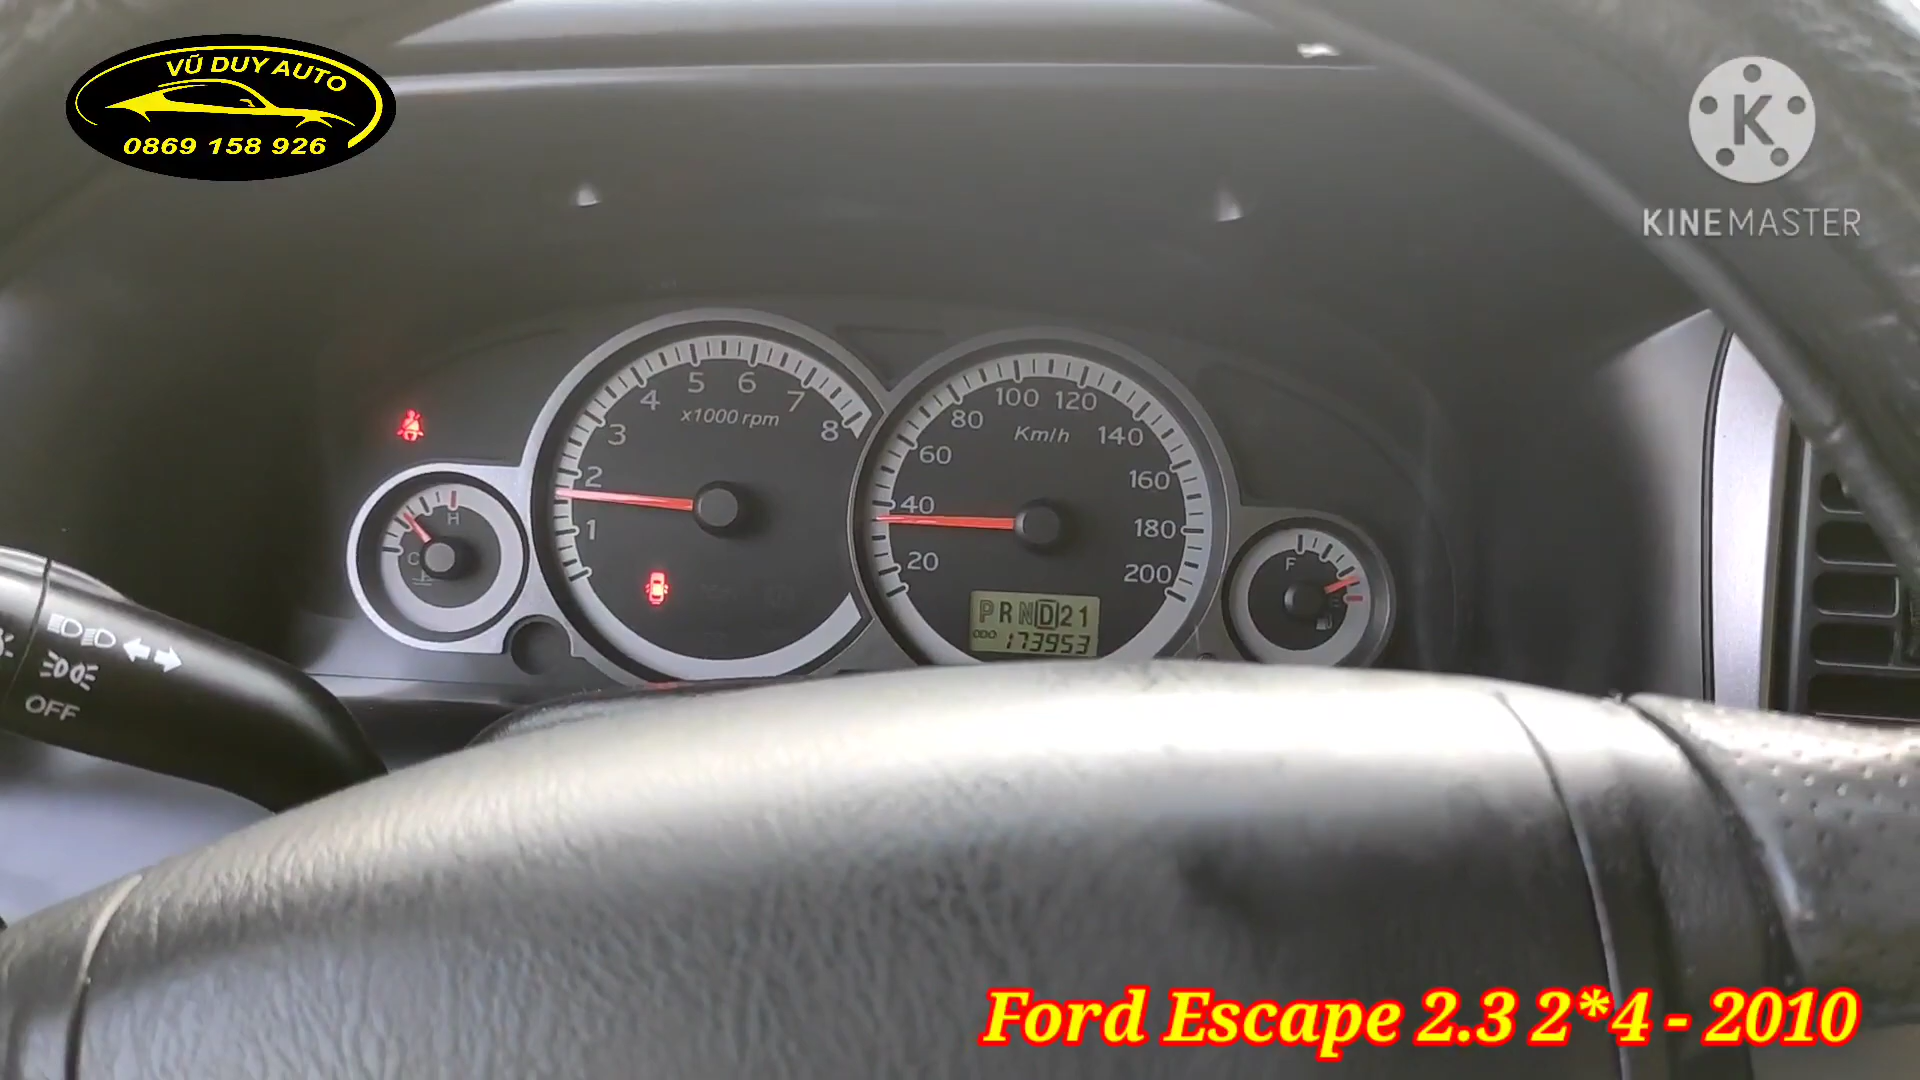 VŨ DUY AUTO
0869 158 926
K
KINEMASTER
1
2
3
4
5
6
7
8
x1000 rpm
20
40
60
80
100
120
140
160
180
200
Km/h
H
C
F
PRND21
ODO
173953
OFF
Ford Escape 2.3 2*4 - 2010